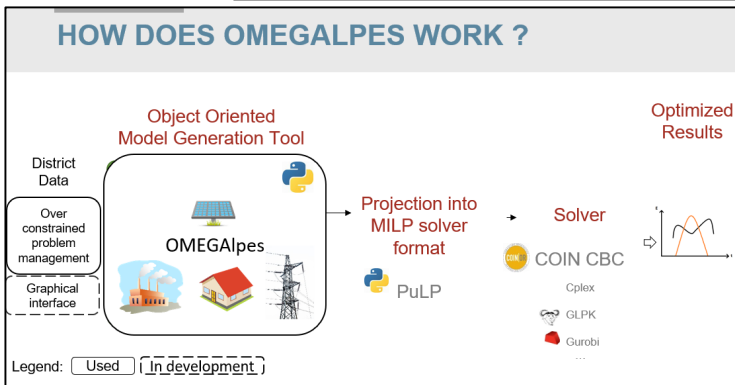 HOW DOES OMEGALPES WORK ?
Object Oriented
Model Generation Tool
Optimized
Results
District
Data
Over
constrained
problem
management
Graphical
interface
OMEGAlpes
Projection into
MILP solver
format
PuLP
Solver
COIN CBC
Cplex
GLPK
Gurobi
...
Legend: Used In development